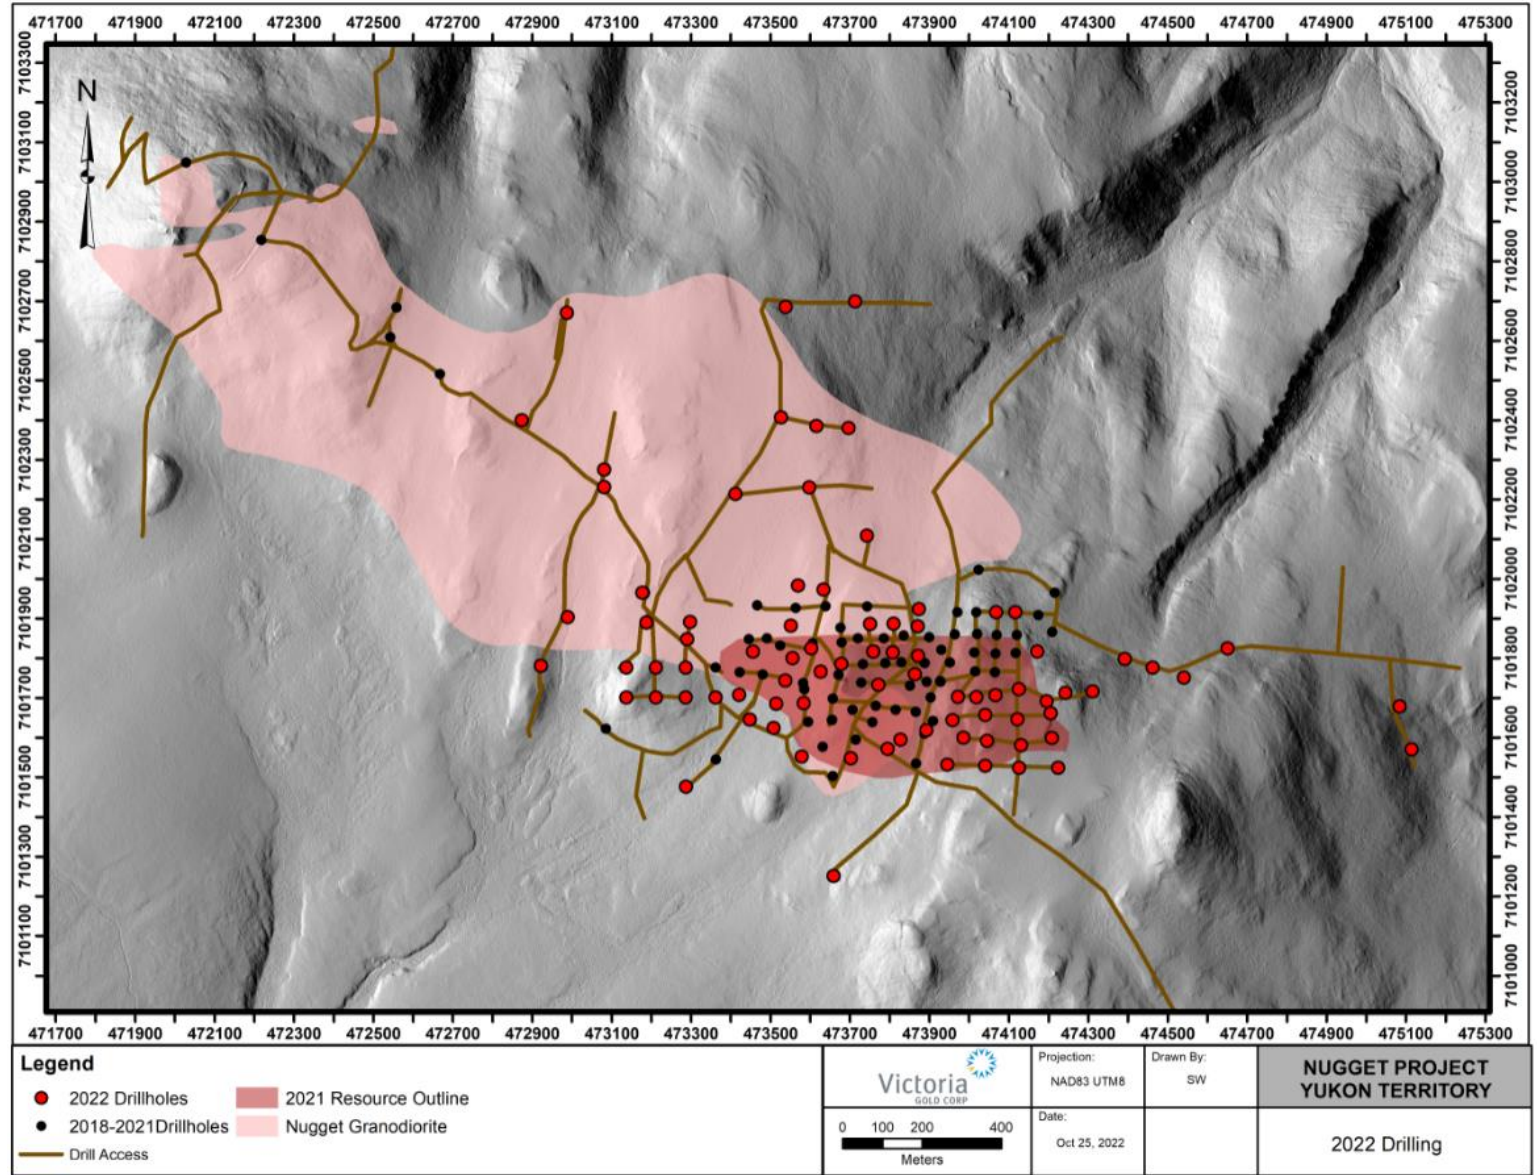 471700 471900 472100 472300 472500 472700 472900 473100 473300 473500 473700 473900 474100 474300 474500 474700 474900 475100 475300
7103300
7103100
7102900
7102700
7102500
7102300
7102100
7101900
7101700
7101500
7101300
7101100
N
7103200
7103000
7102800
7102600
7102400
7102200
7102000
7101800
7101600
7101400
7101200
7101000
471700 471900 472100 472300 472500 472700 472900 473100 473300 473500 473700 473900 474100 474300 474500 474700 474900 475100 475300
Legend
2022 Drillholes
2018-2021Drillholes
Drill Access
2021 Resource Outline
Nugget Granodiorite
Victoria
GOLD CORP
0 100 200 400
Meters
Projection:
NAD83 UTM8
Date:
Oct 25, 2022
Drawn By:
SW
NUGGET PROJECT
YUKON TERRITORY
2022 Drilling